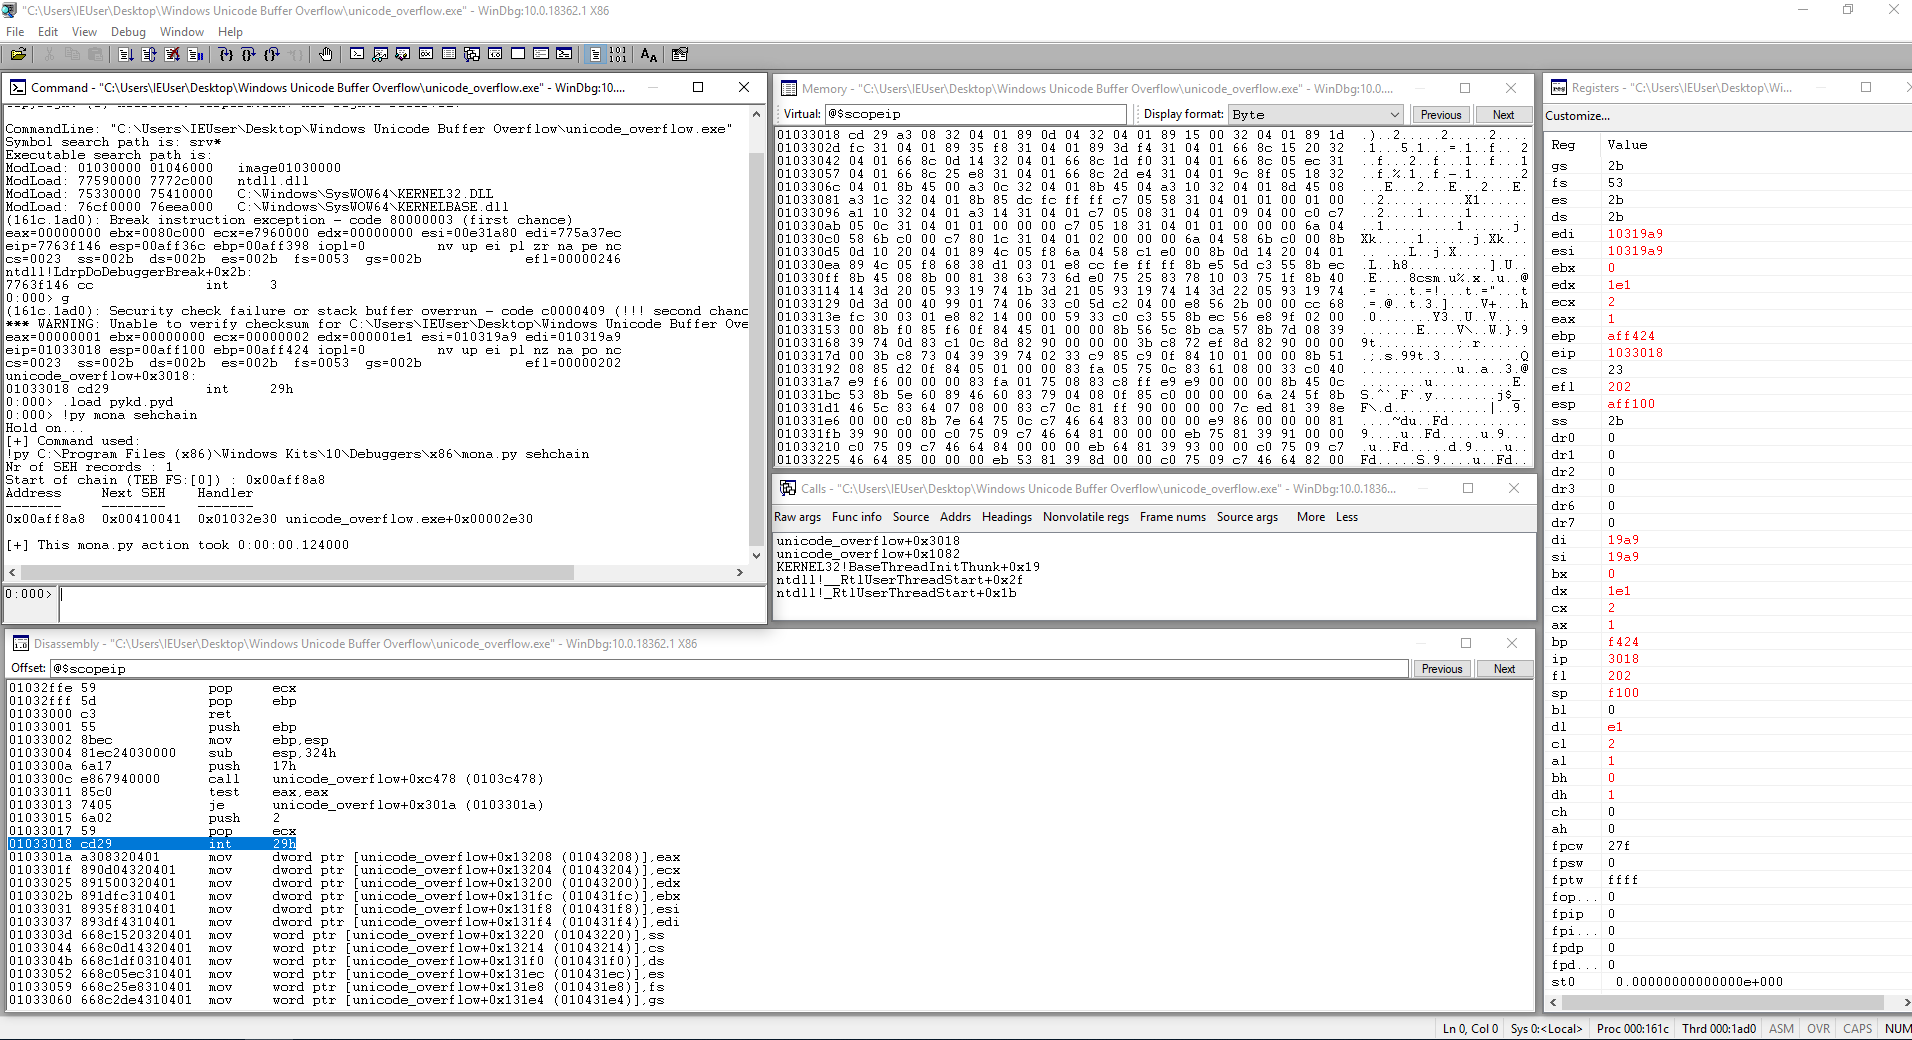 "C:\Users\IEUser\Desktop\Windows Unicode Buffer Overflow\unicode_overflow.exe" - WinDbg:10.0.18362.1 X86
File Edit View Debug Window Help
Command - "C:\Users\IEUser\Desktop\Windows Unicode Buffer Overflow\unicode_overflow.exe" - WinDbg:10....
CommandLine: "C:\Users\IEUser\Desktop\Windows Unicode Buffer Overflow\unicode_overflow.exe"
Symbol search path is: srv*
Executable search path is:
ModLoad: 01030000 01046000   image01030000
ModLoad: 77590000 7772c000   ntdll.dll
ModLoad: 75330000 75410000   C:\Windows\SysWOW64\KERNEL32.DLL
ModLoad: 76cf0000 76eea000   C:\Windows\SysWOW64\KERNELBASE.dll
(161c.1ad0): Break instruction exception - code 80000003 (first chance)
eax=00000000 ebx=0080c000 ecx=e7960000 edx=00000000 esi=00e31a80 edi=775a37ec
eip=7763f146 esp=00aff36c ebp=00aff398 iopl=0         nv up ei pl zr na pe nc
cs=0023  ss=002b  ds=002b  es=002b  fs=0053  gs=002b             efl=00000246
ntdll!LdrpDoDebuggerBreak+0x2b:
7763f146 cc              int     3
0:000> g
(161c.1ad0): Security check failure or stack buffer overrun - code c0000409 (!!! second chanc
*** WARNING: Unable to verify checksum for C:\Users\IEUser\Desktop\Windows Unicode Buffer Ove
eax=00000001 ebx=00000000 ecx=00000002 edx=000001e1 esi=010319a9 edi=010319a9
eip=01033018 esp=00aff100 ebp=00aff424 iopl=0         nv up ei pl nz na po nc
cs=0023  ss=002b  ds=002b  es=002b  fs=0053  gs=002b             efl=00000202
unicode_overflow+0x3018:
01033018 cd29            int     29h
0:000> .load pykd.pyd
0:000> !py mona sehchain
Hold on...
[+] Command used:
!py C:\Program Files (x86)\Windows Kits\10\Debuggers\x86\mona.py sehchain
Nr of SEH records : 1
Start of chain (TEB FS:[0]) : 0x00aff8a8
Address     Next SEH    Handler
-------     --------    -------
0x00aff8a8  0x00410041  0x01032e30 unicode_overflow.exe+0x00002e30
[+] This mona.py action took 0:00:00.124000
0:000>
Memory - "C:\Users\IEUser\Desktop\Windows Unicode Buffer Overflow\unicode_overflow.exe" - WinDbg:10.0....
Virtual: @$scopeip Display format: Byte Previous Next
01033018 cd 29 a3 08 32 04 01 89 0d 04 32 04 01 89 15 00 32 04 01 89 1d
0103302d fc 31 04 01 89 35 f8 31 04 01 89 3d f4 31 04 01 66 8c 15 20 32
01033042 04 01 66 8c 0d 14 32 04 01 66 8c 1d f0 31 04 01 66 8c 05 ec 31
01033057 04 01 66 8c 25 e8 31 04 01 66 8c 2d e4 31 04 01 9c 8f 05 18 32
0103306c 04 01 8b 45 00 a3 0c 32 04 01 8b 45 04 a3 10 32 04 01 8d 45 08
01033081 a3 1c 32 04 01 8b 85 dc fc ff ff c7 05 58 31 04 01 01 00 01 00
01033096 a1 10 32 04 01 a3 14 31 04 01 c7 05 08 31 04 01 09 04 00 c0 c7
010330ab 05 0c 31 04 01 01 00 00 00 c7 05 18 31 04 01 01 00 00 00 6a 04
010330c0 58 6b c0 00 c7 80 1c 31 04 01 02 00 00 00 6a 04 58 6b c0 00 8b
010330d5 0d 10 20 04 01 89 4c 05 f8 6a 04 58 c1 e0 00 8b 0d 14 20 04 01
010330ea 89 4c 05 f8 68 38 d1 03 01 e8 cc fe ff ff 8b e5 5d c3 55 8b ec
010330ff 8b 45 08 8b 00 81 38 63 73 6d e0 75 25 83 78 10 03 75 1f 8b 40
01033114 14 3d 20 05 93 19 74 1b 3d 21 05 93 19 74 14 3d 22 05 93 19 74
01033129 0d 3d 00 40 99 01 74 06 33 c0 5d c2 04 00 e8 56 2b 00 00 cc 68
0103313e fc 30 03 01 e8 82 14 00 00 59 33 c0 c3 55 8b ec 56 e8 9f 02 00
01033153 00 8b f0 85 f6 0f 84 45 01 00 00 8b 56 5c 8b ca 57 8b 7d 08 39
01033168 39 74 0d 83 c1 0c 8d 82 90 00 00 00 3b c8 72 ef 8d 82 90 00 00
0103317d 00 3b c8 73 04 39 39 74 02 33 c9 85 c9 0f 84 10 01 00 00 8b 51
01033192 08 85 d2 0f 84 05 01 00 00 83 fa 05 75 0c 83 61 08 00 33 c0 40
010331a7 e9 f6 00 00 00 83 fa 01 75 08 83 c8 ff e9 e9 00 00 00 8b 45 0c
010331bc 53 8b 5e 60 89 46 60 83 79 04 08 0f 85 c0 00 00 00 6a 24 5f 8b
010331d1 46 5c 83 64 07 08 00 83 c7 0c 81 ff 90 00 00 00 7c ed 81 39 8e
010331e6 00 00 c0 8b 7e 64 75 0c c7 46 64 83 00 00 00 e9 86 00 00 00 81
010331fb 39 90 00 00 c0 75 09 c7 46 64 81 00 00 00 eb 75 81 39 91 00 00
01033210 c0 75 09 c7 46 64 84 00 00 00 eb 64 81 39 93 00 00 c0 75 09 c7
01033225 46 64 85 00 00 00 eb 53 81 39 8d 00 00 c0 75 09 c7 46 64 82 00
Calls - "C:\Users\IEUser\Desktop\Windows Unicode Buffer Overflow\unicode_overflow.exe" - WinDbg:10.0.1836...
Raw args Func info Source Addrs Headings Nonvolatile regs Frame nums Source args More Less
unicode_overflow+0x3018
unicode_overflow+0x1082
KERNEL32!BaseThreadInitThunk+0x19
ntdll!__RtlUserThreadStart+0x2f
ntdll!_RtlUserThreadStart+0x1b
Disassembly - "C:\Users\IEUser\Desktop\Windows Unicode Buffer Overflow\unicode_overflow.exe" - WinDbg:10.0.18362.1 X86
Offset: @$scopeip Previous Next
01032ffe 59              pop     ecx
01032fff 5d              pop     ebp
01033000 c3              ret
01033001 55              push    ebp
01033002 8bec            mov     ebp,esp
01033004 81ec24030000    sub     esp,324h
0103300a 6a17            push    17h
0103300c e867940000      call    unicode_overflow+0xc478 (0103c478)
01033011 85c0            test    eax,eax
01033013 7405            je      unicode_overflow+0x301a (0103301a)
01033015 6a02            push    2
01033017 59              pop     ecx
01033018 cd29            int     29h
0103301a a308320401      mov     dword ptr [unicode_overflow+0x13208 (01043208)],eax
0103301f 890d04320401    mov     dword ptr [unicode_overflow+0x13204 (01043204)],ecx
01033025 891500320401    mov     dword ptr [unicode_overflow+0x13200 (01043200)],edx
0103302b 891dfc310401    mov     dword ptr [unicode_overflow+0x131fc (010431fc)],ebx
01033031 8935f8310401    mov     dword ptr [unicode_overflow+0x131f8 (010431f8)],esi
01033037 893df4310401    mov     dword ptr [unicode_overflow+0x131f4 (010431f4)],edi
0103303d 668c1520320401  mov     word ptr [unicode_overflow+0x13220 (01043220)],ss
01033044 668c0d14320401  mov     word ptr [unicode_overflow+0x13214 (01043214)],cs
0103304b 668c1df0310401  mov     word ptr [unicode_overflow+0x131f0 (010431f0)],ds
01033052 668c05ec310401  mov     word ptr [unicode_overflow+0x131ec (010431ec)],es
01033059 668c25e8310401  mov     word ptr [unicode_overflow+0x131e8 (010431e8)],fs
01033060 668c2de4310401  mov     word ptr [unicode_overflow+0x131e4 (010431e4)],gs
Registers - "C:\Users\IEUser\Desktop\Wi...
Customize...
Reg Value
gs 2b
fs 53
es 2b
ds 2b
edi 10319a9
esi 10319a9
ebx 0
edx 1e1
ecx 2
eax 1
ebp aff424
eip 1033018
cs 23
efl 202
esp aff100
ss 2b
dr0 0
dr1 0
dr2 0
dr3 0
dr6 0
dr7 0
di 19a9
si 19a9
bx 0
dx 1e1
cx 2
ax 1
bp f424
ip 3018
fl 202
sp f100
bl 0
dl e1
cl 2
al 1
bh 0
dh 1
ch 0
ah 0
fpcw 27f
fpsw 0
fptw ffff
fop... 0
fpip 0
fpi... 0
fpdp 0
fpd... 0
st0 0.00000000000000e+000
Ln 0, Col 0 Sys 0:<Local> Proc 000:161c Thrd 000:1ad0 ASM OVR CAPS NUM